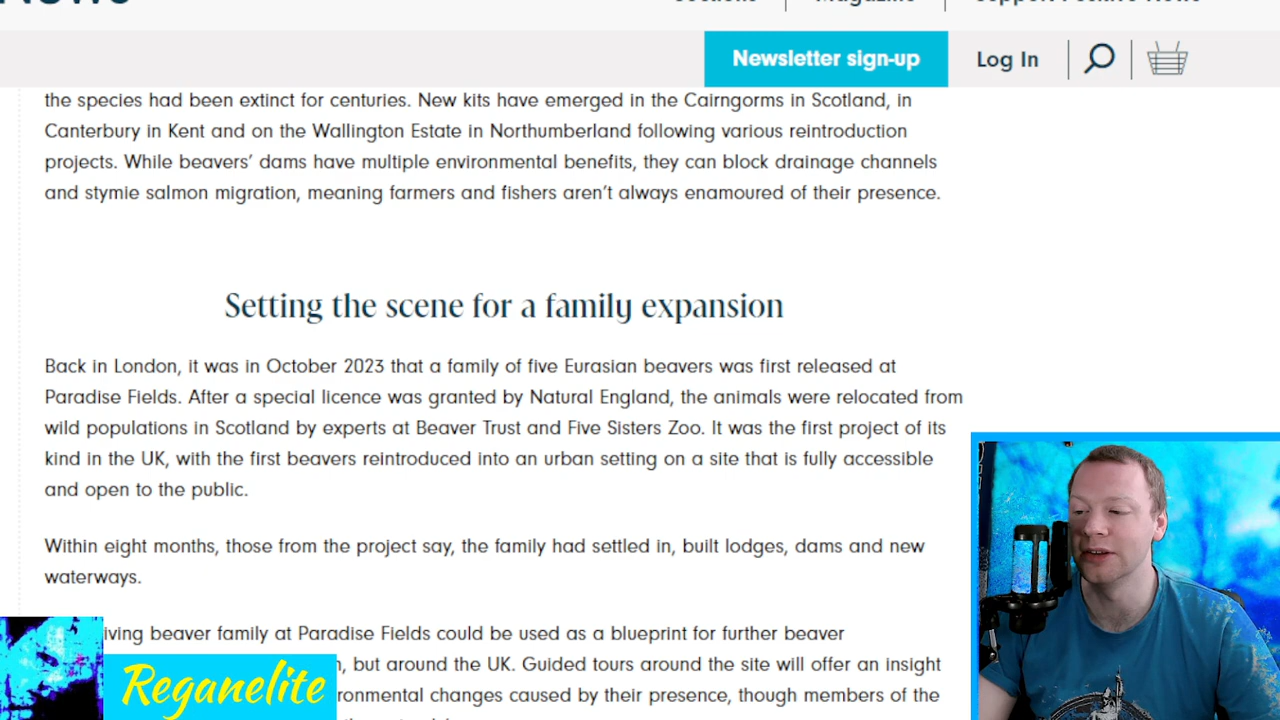 Newsletter sign-up
Log In
the species had been extinct for centuries. New kits have emerged in the Cairngorms in Scotland, in
Canterbury in Kent and on the Wallington Estate in Northumberland following various reintroduction
projects. While beavers’ dams have multiple environmental benefits, they can block drainage channels
and stymie salmon migration, meaning farmers and fishers aren’t always enamoured of their presence.
Setting the scene for a family expansion
Back in London, it was in October 2023 that a family of five Eurasian beavers was first released at
Paradise Fields. After a special licence was granted by Natural England, the animals were relocated from
wild populations in Scotland by experts at Beaver Trust and Five Sisters Zoo. It was the first project of its
kind in the UK, with the first beavers reintroduced into an urban setting on a site that is fully accessible
and open to the public.
Within eight months, those from the project say, the family had settled in, built lodges, dams and new
waterways.
beaver family at Paradise Fields could be used as a blueprint for further beaver
but around the UK. Guided tours around the site will offer an insight
changes caused by their presence, though members of the
Reganelite